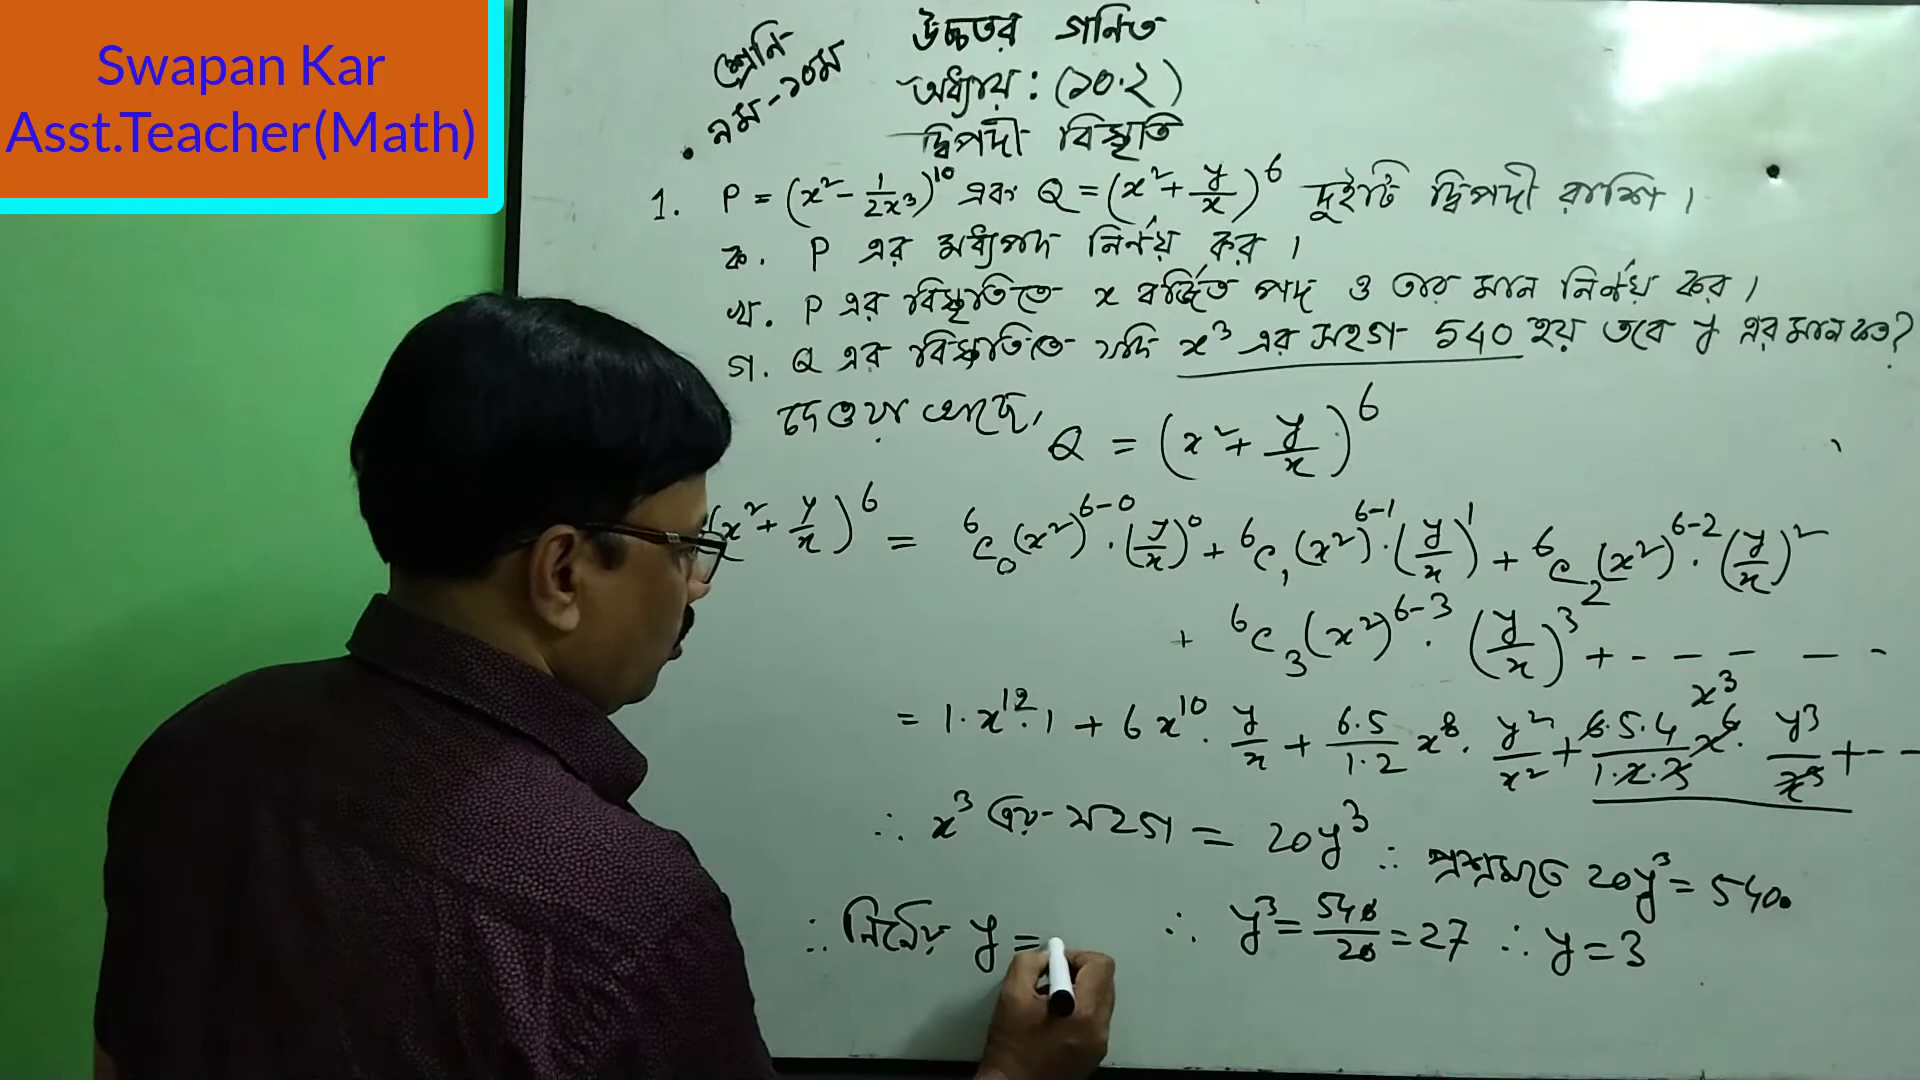 Swapan Kar
Asst.Teacher(Math)
উচ্চতর গনিত
শ্রেনি
৯ম-১০ম
অধ্যায় : (১০.২)
দ্বিপদী বিস্তৃতি
1. P = (x² - 1/2x³)¹⁰ এবং Q = (x² + y/x)⁶ দুইটি দ্বিপদী রাশি ।
ক. P এর মধ্যপদ নির্ণয় কর ।
খ. P এর বিস্তৃতিতে x বর্জিত পদ ও তার মান নির্ণয় কর ।
গ. Q এর বিস্তৃতিতে যদি x³ এর সহগ 540 হয় তবে y এর মান কত?
দেওয়া আছে, Q = (x² + y/x)⁶
(x² + y/x)⁶ = ⁶C₀(x²)⁶⁻⁰·(y/x)⁰ + ⁶C₁(x²)⁶⁻¹·(y/x)¹ + ⁶C₂(x²)⁶⁻²·(y/x)²
+ ⁶C₃(x²)⁶⁻³·(y/x)³ + - - - - -
= 1·x¹²·1 + 6x¹⁰·y/x + 6·5/1·2 x⁸·y²/x² + 6·5·4/1·2·3 x⁶·y³/x³ + - -
x³
∴ x³ এর সহগ = 20y³ ∴ প্রশ্নমতে 20y³ = 540
∴ y³ = 540/20 = 27 ∴ y = 3
∴ নির্ণেয় y =